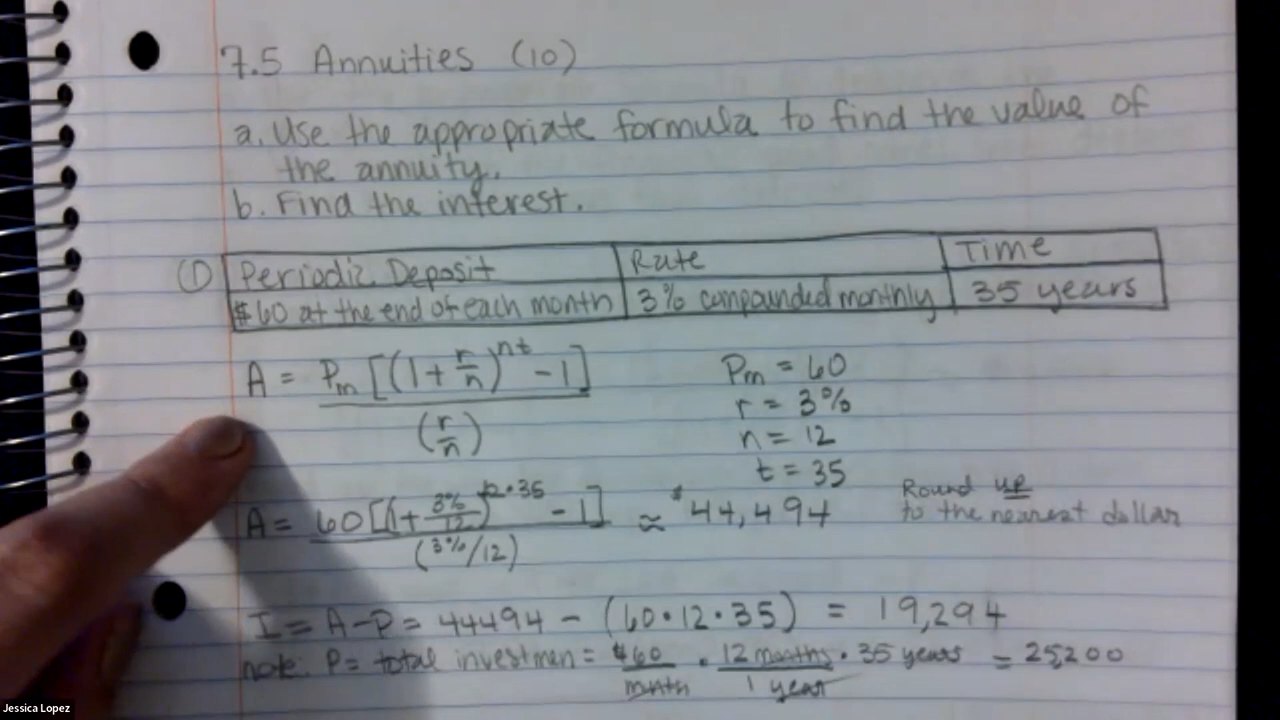 7.5 Annuities (10)
a. Use the appropriate formula to find the value of
the annuity.
b. Find the interest.
① Periodic Deposit | Rate | Time
$60 at the end of each month | 3% compounded monthly | 35 years
A = Pm [(1 + r/n)^nt - 1] / (r/n)
Pm = 60
r = 3%
n = 12
t = 35
A = 60[(1 + 3%/12)^12·35 - 1] / (3%/12) ≈ $44,494
Round up
to the nearest dollar
I = A-P = 44494 - (60·12·35) = 19,294
note: P = total investmen = $60/month · 12 months/1 year · 35 years = 25,200
Jessica Lopez